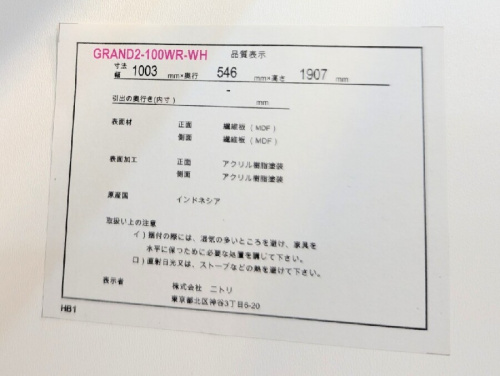 GRAND2-100WR-WH 品質表示
寸法
幅 1003 mm×奥行 546 mm×高さ 1907 mm
引出の奥行き(内寸) - mm
表面材 正面 繊維板(MDF)
側面 繊維板(MDF)
表面加工 正面 アクリル樹脂塗装
側面 アクリル樹脂塗装
原産国 インドネシア
取扱い上の注意
イ)据付の際には、湿気の多いところを避け、家具を
水平に保つために必要な処置を講じて下さい。
ロ)直射日光又は、ストーブなどの熱を避けて下さい。
表示者 株式会社 ニトリ
東京都北区神谷3丁目6-20
H61